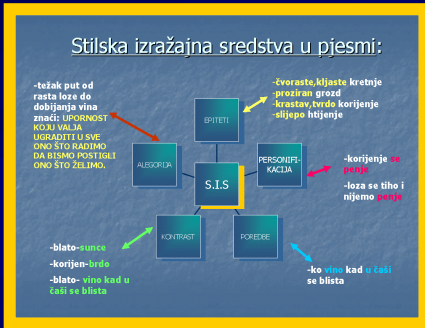 Stilska izražajna sredstva u pjesmi:
-težak put od
rasta loze do
dobijanja vina
znači: UPORNOST
KOJU VALJA
UGRADITI U SVE
ONO ŠTO RADIMO
DA BISMO POSTIGLI
ONO ŠTO ŽELIMO.
-čvoraste,kljaste kretnje
-proziran grozd
-krastav,tvrdo korijenje
-slijepo htijenje
EPITETI
ALEGORIJA
PERSONIFI-
KACIJA
S.I.S
-korijenje se
penje
-loza se tiho i
nijemo penje
KONTRAST
POREDBE
-blato-sunce
-korijen-brdo
-blato- vino kad u
čaši se blista
-ko vino kad u čaši
se blista